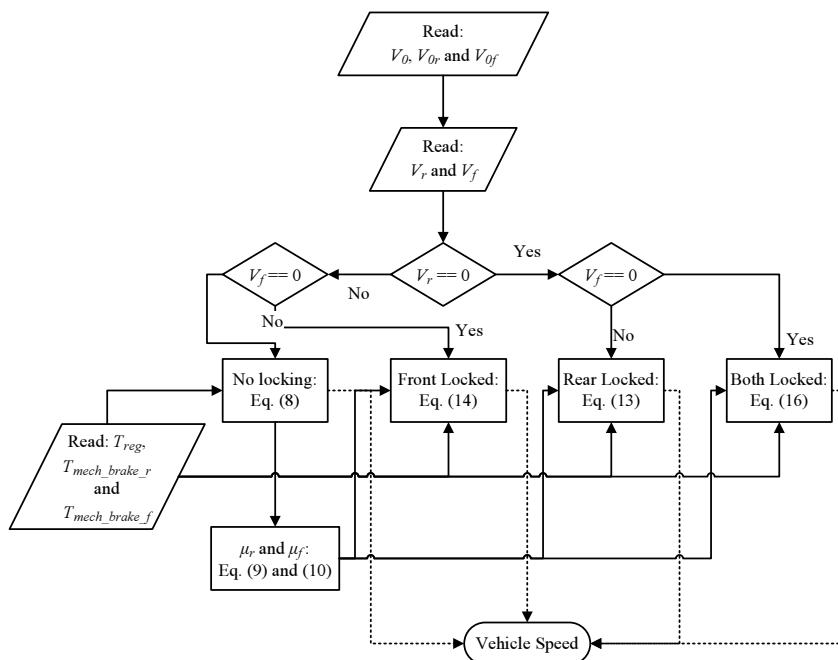 Read:
V0, V0r and V0f
Read:
Vr and Vf
Yes
Vf == 0
Vr == 0
Vf == 0
No
No
Yes
No
Yes
No locking:
Eq. (8)
Front Locked:
Eq. (14)
Rear Locked:
Eq. (13)
Both Locked:
Eq. (16)
Read: Treg,
Tmech_brake_r
and
Tmech_brake_f
μr and μf:
Eq. (9) and (10)
Vehicle Speed